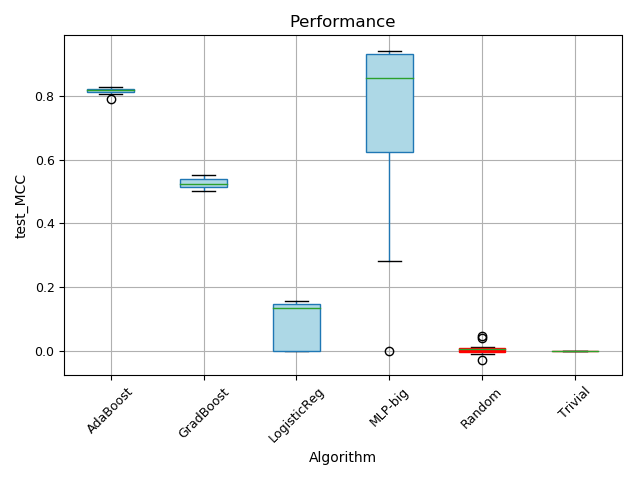 Performance
test_MCC
0.8
0.6
0.4
0.2
0.0
AdaBoost
GradBoost
LogisticReg
MLP-big
Random
Trivial
Algorithm